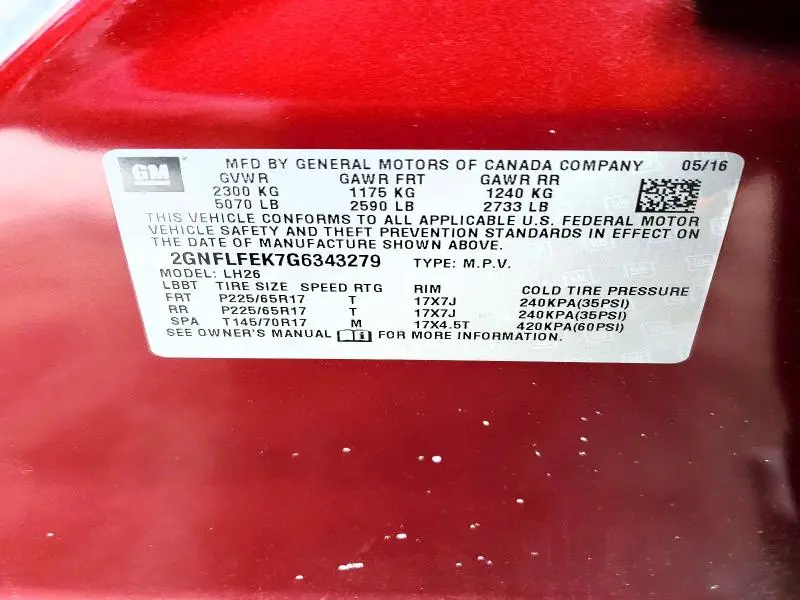 GM MFD BY GENERAL MOTORS OF CANADA COMPANY 05/16
GVWR GAWR FRT GAWR RR
2300 KG 1175 KG 1240 KG
5070 LB 2590 LB 2733 LB
THIS VEHICLE CONFORMS TO ALL APPLICABLE U.S. FEDERAL MOTOR
VEHICLE SAFETY AND THEFT PREVENTION STANDARDS IN EFFECT ON
THE DATE OF MANUFACTURE SHOWN ABOVE.
2GNFLFEK7G6343279 TYPE: M.P.V.
MODEL: LH26
LBBT TIRE SIZE SPEED RTG RIM COLD TIRE PRESSURE
FRT P225/65R17 T 17X7J 240KPA(35PSI)
RR P225/65R17 T 17X7J 240KPA(35PSI)
SPA T145/70R17 M 17X4.5T 420KPA(60PSI)
SEE OWNER'S MANUAL FOR MORE INFORMATION.